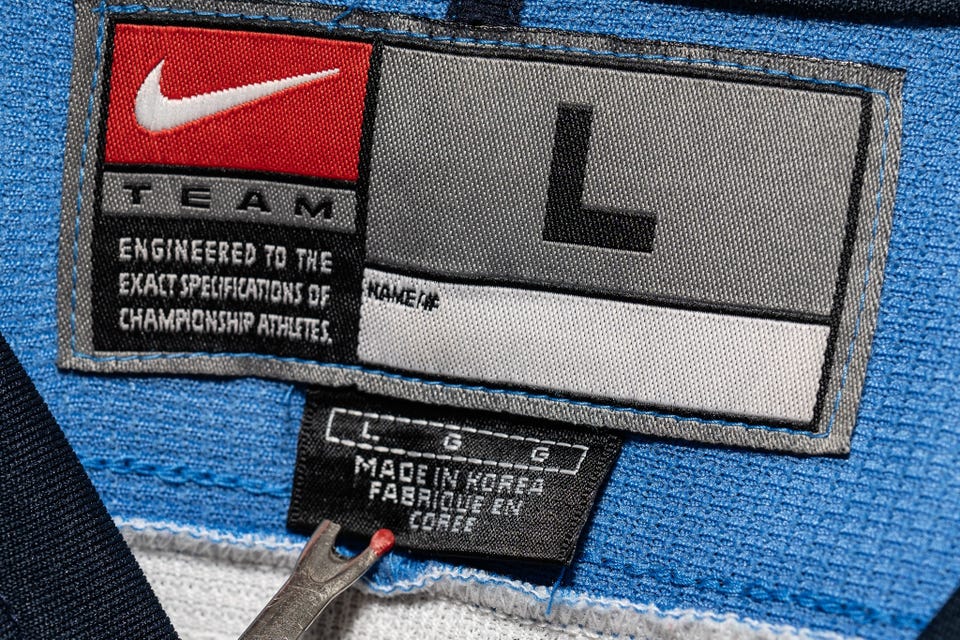 TEAM
ENGINEERED TO THE
EXACT SPECIFICATIONS OF
CHAMPIONSHIP ATHLETES.
L
NAME/#
L G G
MADE IN KOREA
FABRIQUE EN
COREE